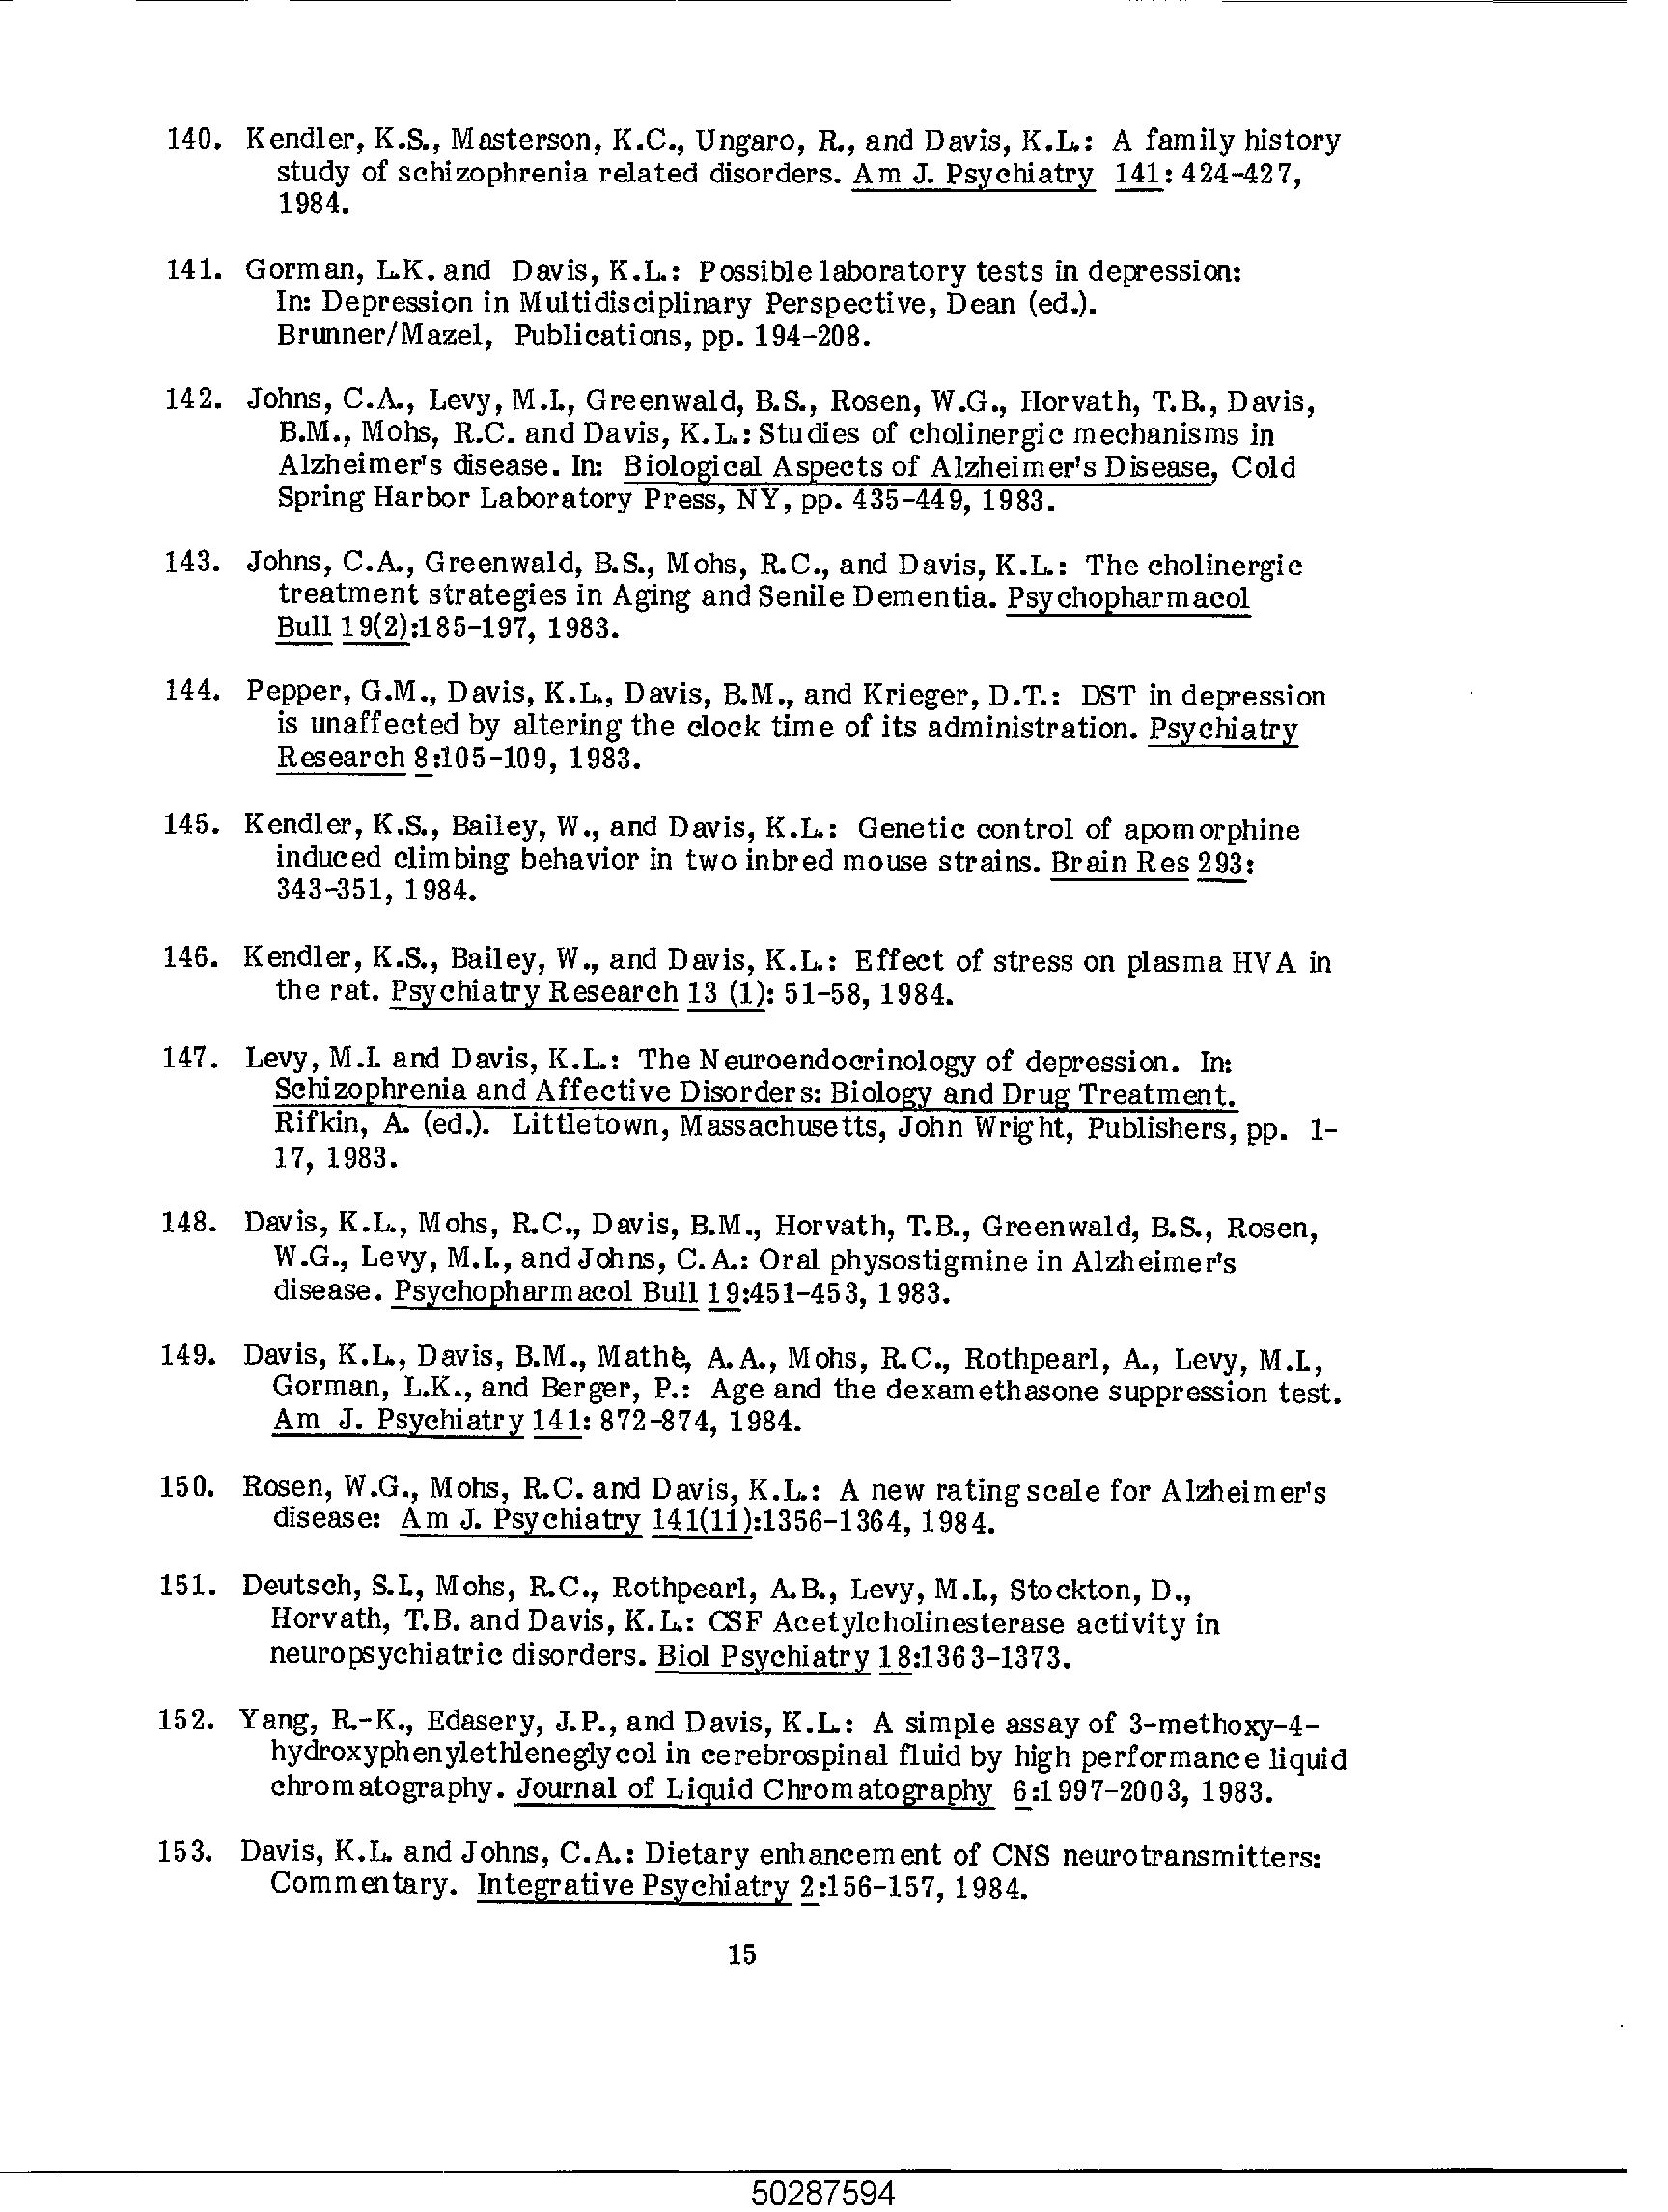 140. Kendler, K.S., Masterson, K.C., Ungaro, R., and Davis, K.L.: A family history
study of schizophrenia related disorders. Am J. Psychiatry 141: 424-427,
1984.
141. Gorman, L.K. and Davis, K.L.: Possible laboratory tests in depression:
In: Depression in Multidisciplinary Perspective, Dean (ed.).
Brunner/Mazel, Publications, pp. 194-208.
142. Johns, C.A., Levy, M.I., Greenwald, B.S., Rosen, W.G., Horvath, T.B., Davis,
B.M., Mohs, R.C. and Davis, K.L.: Studies of cholinergic mechanisms in
Alzheimer's disease. In: Biological Aspects of Alzheimer's Disease, Cold
Spring Harbor Laboratory Press, NY, pp. 435-449, 1983.
143. Johns, C.A., Greenwald, B.S., Mohs, R.C., and Davis, K.L.: The cholinergic
treatment strategies in Aging and Senile Dementia. Psychopharmacol
Bull 19(2):185-197, 1983.
144. Pepper, G.M., Davis, K.L., Davis, B.M., and Krieger, D.T.: DST in depression
is unaffected by altering the clock time of its administration. Psychiatry
Research 8:105-109, 1983.
145. Kendler, K.S., Bailey, W., and Davis, K.L.: Genetic control of apomorphine
induced climbing behavior in two inbred mouse strains. Brain Res 293:
343-351, 1984.
146. Kendler, K.S., Bailey, W., and Davis, K.L.: Effect of stress on plasma HVA in
the rat. Psychiatry Research 13 (1): 51-58, 1984.
147. Levy, M.I. and Davis, K.L.: The Neuroendocrinology of depression. In:
Schizophrenia and Affective Disorders: Biology and Drug Treatment.
Rifkin, A. (ed.). Littletown, Massachusetts, John Wright, Publishers, pp. 1-
17, 1983.
148. Davis, K.L., Mohs, R.C., Davis, B.M., Horvath, T.B., Greenwald, B.S., Rosen,
W.G., Levy, M.I., and Johns, C.A.: Oral physostigmine in Alzheimer's
disease. Psychopharmacol Bull 19:451-453, 1983.
149. Davis, K.L., Davis, B.M., Mathé, A.A., Mohs, R.C., Rothpearl, A., Levy, M.I.,
Gorman, L.K., and Berger, P.: Age and the dexamethasone suppression test.
Am J. Psychiatry 141: 872-874, 1984.
150. Rosen, W.G., Mohs, R.C. and Davis, K.L.: A new rating scale for Alzheimer's
disease: Am J. Psychiatry 141(11):1356-1364, 1984.
151. Deutsch, S.I., Mohs, R.C., Rothpearl, A.B., Levy, M.I., Stockton, D.,
Horvath, T.B. and Davis, K.L.: CSF Acetylcholinesterase activity in
neuropsychiatric disorders. Biol Psychiatry 18:1363-1373.
152. Yang, R.-K., Edasery, J.P., and Davis, K.L.: A simple assay of 3-methoxy-4-
hydroxyphenylethleneglycol in cerebrospinal fluid by high performance liquid
chromatography. Journal of Liquid Chromatography 6:1997-2003, 1983.
153. Davis, K.L. and Johns, C.A.: Dietary enhancement of CNS neurotransmitters:
Commentary. Integrative Psychiatry 2:156-157, 1984.
15
50287594